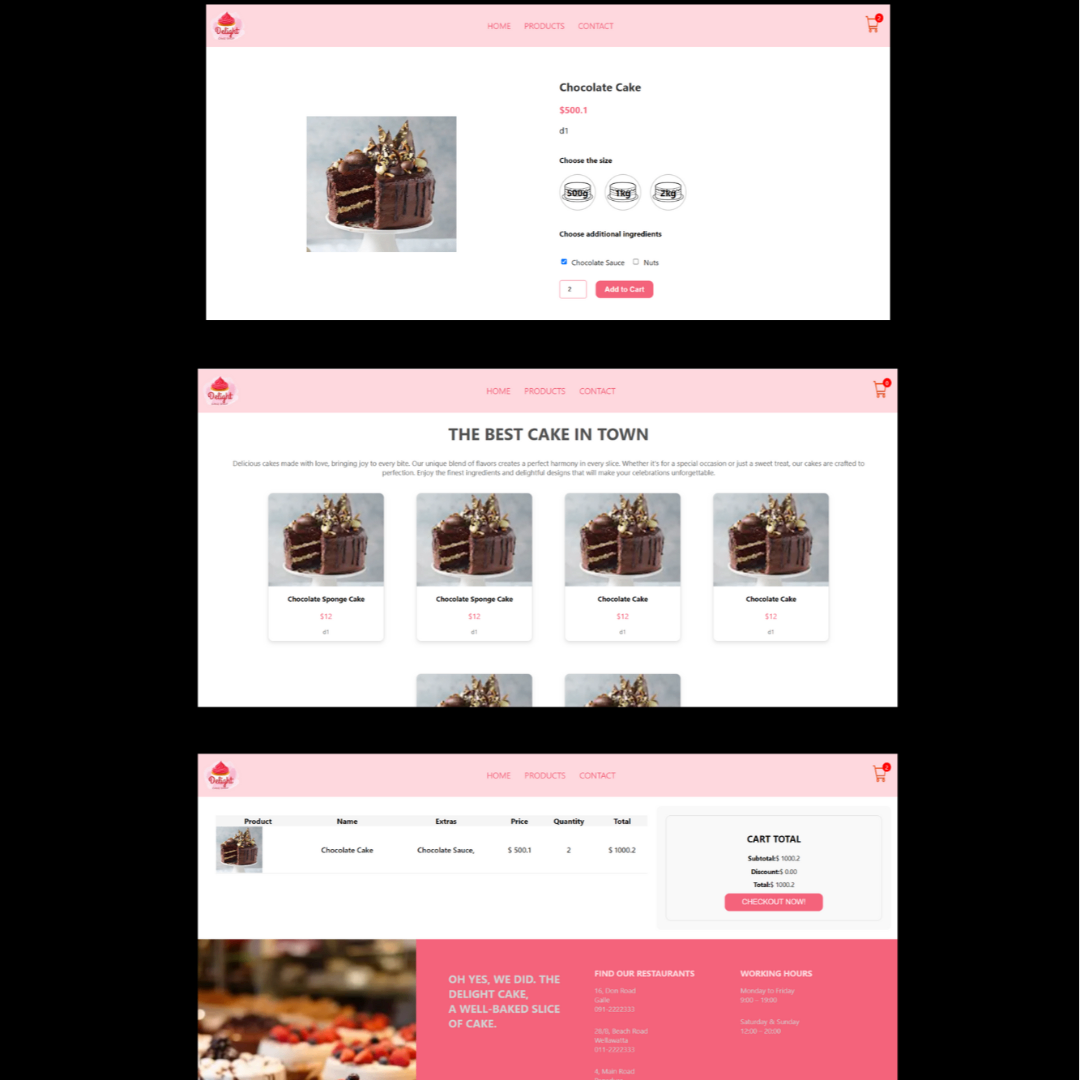 Delight
HOME PRODUCTS CONTACT
2
Chocolate Cake
$500.1
d1
Choose the size
500g 1kg 2kg
Choose additional ingredients
Chocolate Sauce Nuts
2 Add to Cart
Delight
HOME PRODUCTS CONTACT
THE BEST CAKE IN TOWN
Delicious cakes made with love, bringing joy to every bite. Our unique blend of flavors creates a perfect harmony in every slice. Whether it's for a special occasion or just a sweet treat, our cakes are crafted to
perfection. Enjoy the finest ingredients and delightful designs that will make your celebrations unforgettable.
Chocolate Sponge Cake Chocolate Sponge Cake Chocolate Cake Chocolate Cake
$12 $12 $12 $12
d1 d1 d1 d1
Delight
HOME PRODUCTS CONTACT
2
Product Name Extras Price Quantity Total
Chocolate Cake Chocolate Sauce, $ 500.1 2 $ 1000.2
CART TOTAL
Subtotal:$ 1000.2
Discount:$ 0.00
Total:$ 1000.2
CHECKOUT NOW!
OH YES, WE DID. THE
DELIGHT CAKE,
A WELL-BAKED SLICE
OF CAKE.
FIND OUR RESTAURANTS
16, Don Road
Galle
091-2222333
28/B, Beach Road
Wellawatta
011-2222333
4, Main Road
WORKING HOURS
Monday to Friday
9:00 – 19:00
Saturday & Sunday
12:00 – 20:00